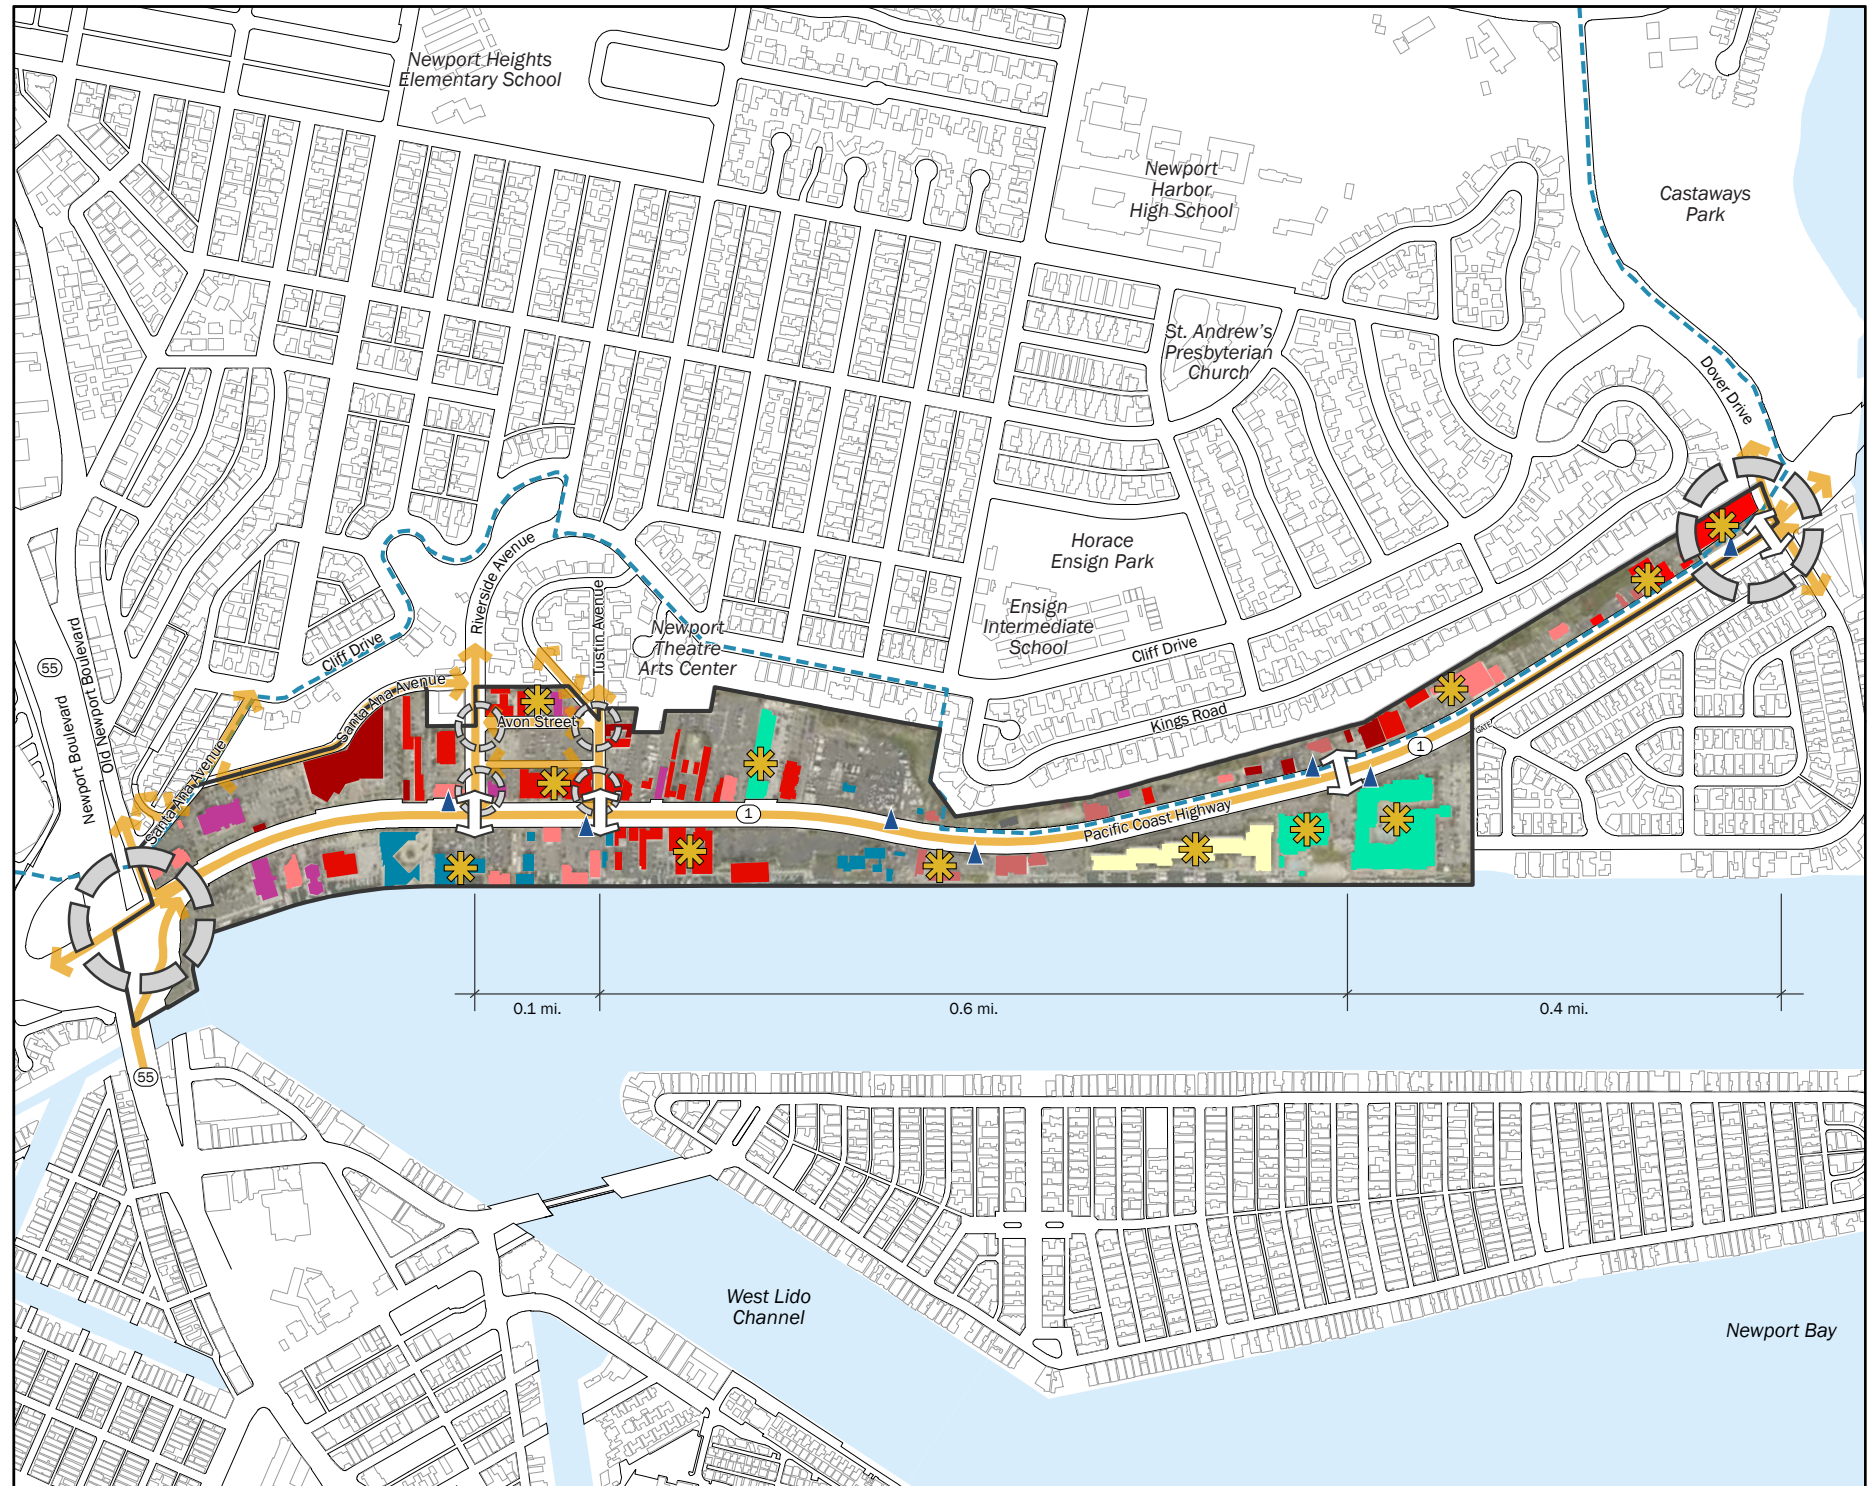 Newport Heights
Elementary School
Newport
Harbor
High School
Castaways
Park
St. Andrew's
Presbyterian
Church
Dover Drive
Horace
Ensign Park
Ensign
Intermediate
School
Cliff Drive
Kings Road
Newport
Theatre
Arts Center
Riverside Avenue
Tustin Avenue
Cliff Drive
Santa Ana Avenue
Avon Street
Santa Ana Avenue
Old Newport Boulevard
Newport Boulevard
55
1
1
Pacific Coast Highway
GATE
0.1 mi.
0.6 mi.
0.4 mi.
55
West Lido
Channel
Newport Bay